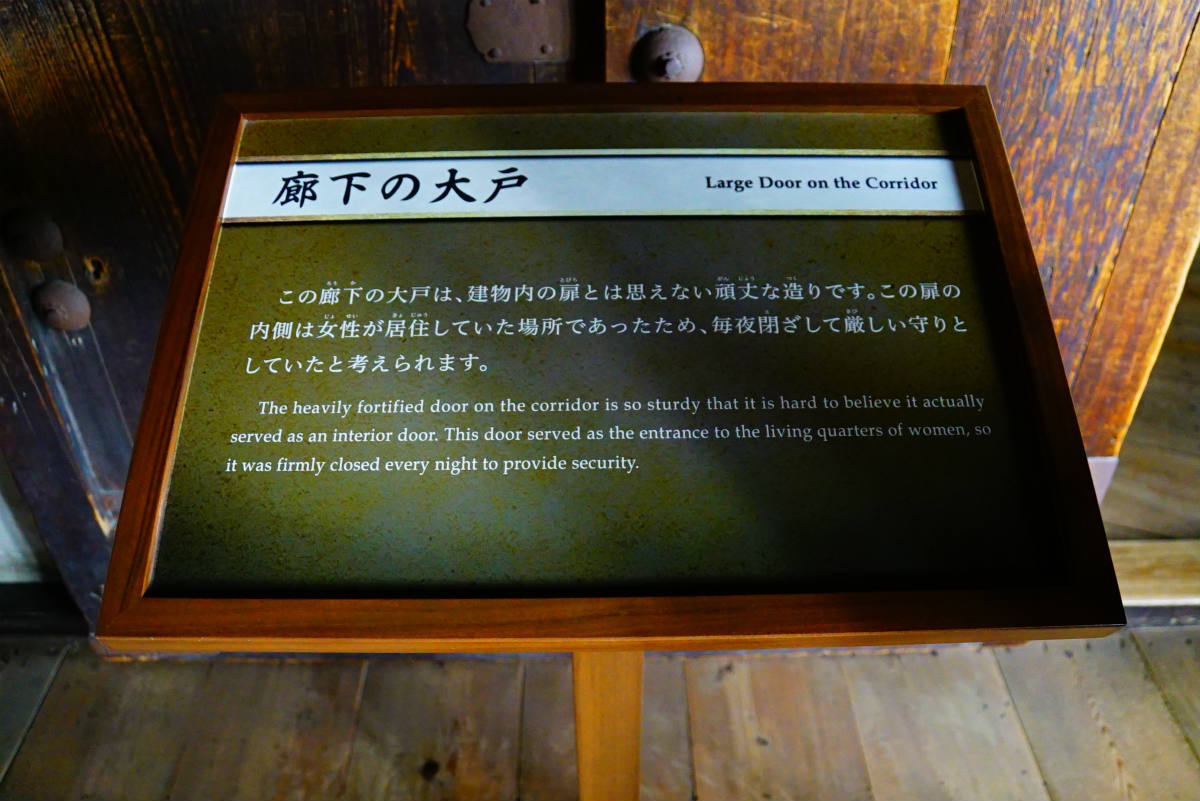 廊下の大戸
Large Door on the Corridor
この廊下の大戸は、建物内の扉とは思えない頑丈な造りです。この扉の
内側は女性が居住していた場所であったため、毎夜閉ざして厳しい守りと
していたと考えられます。
The heavily fortified door on the corridor is so sturdy that it is hard to believe it actually
served as an interior door. This door served as the entrance to the living quarters of women, so
it was firmly closed every night to provide security.